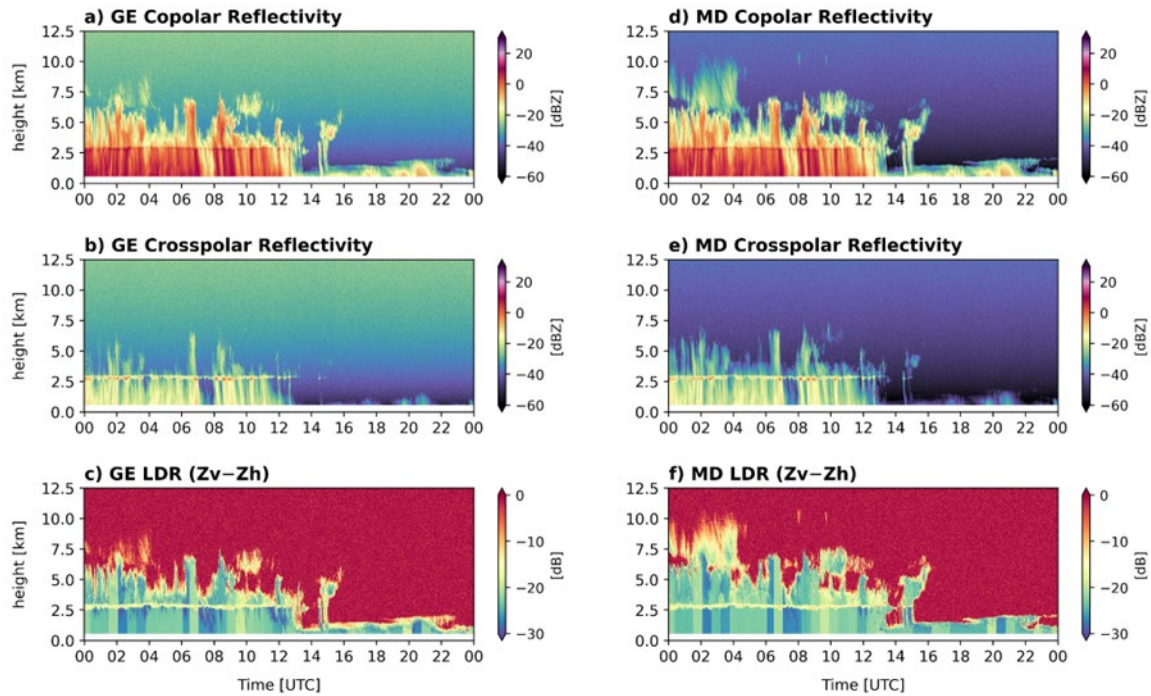 a) GE Copolar Reflectivity
12.5
10.0
7.5
5.0
2.5
0.0
height [km]
00 02 04 06 08 10 12 14 16 18 20 22 00
20
0
−20
−40
−60
[dBZ]
d) MD Copolar Reflectivity
12.5
10.0
7.5
5.0
2.5
0.0
00 02 04 06 08 10 12 14 16 18 20 22 00
20
0
−20
−40
−60
[dBZ]
b) GE Crosspolar Reflectivity
12.5
10.0
7.5
5.0
2.5
0.0
height [km]
00 02 04 06 08 10 12 14 16 18 20 22 00
20
0
−20
−40
−60
[dBZ]
e) MD Crosspolar Reflectivity
12.5
10.0
7.5
5.0
2.5
0.0
00 02 04 06 08 10 12 14 16 18 20 22 00
20
0
−20
−40
−60
[dBZ]
c) GE LDR (Zv−Zh)
12.5
10.0
7.5
5.0
2.5
0.0
height [km]
00 02 04 06 08 10 12 14 16 18 20 22 00
Time [UTC]
0
−10
−20
−30
[dB]
f) MD LDR (Zv−Zh)
12.5
10.0
7.5
5.0
2.5
0.0
00 02 04 06 08 10 12 14 16 18 20 22 00
Time [UTC]
0
−10
−20
−30
[dB]